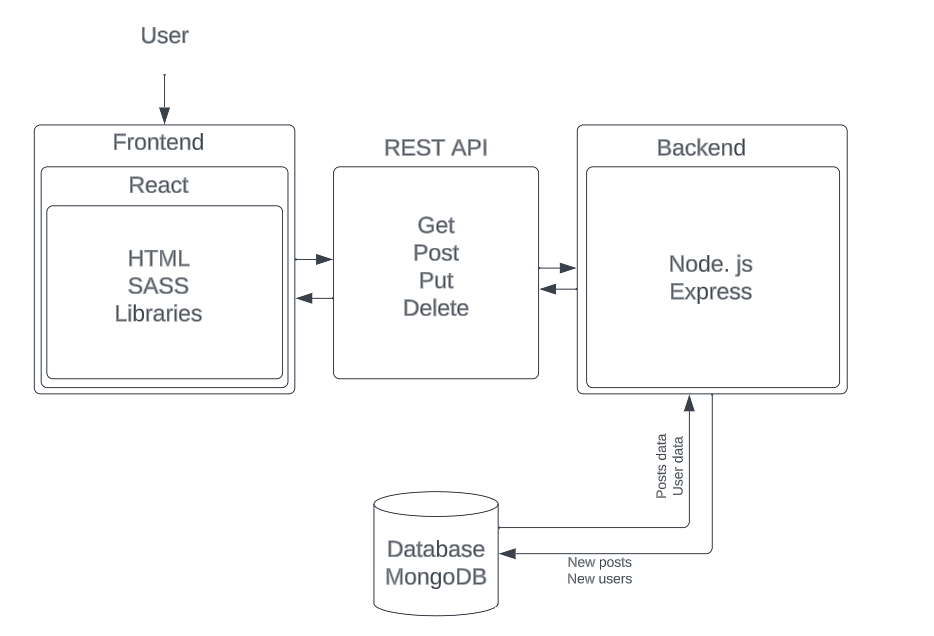 User
Frontend
React
HTML
SASS
Libraries
REST API
Get
Post
Put
Delete
Backend
Node. js
Express
Posts data
User data
Database
MongoDB
New posts
New users